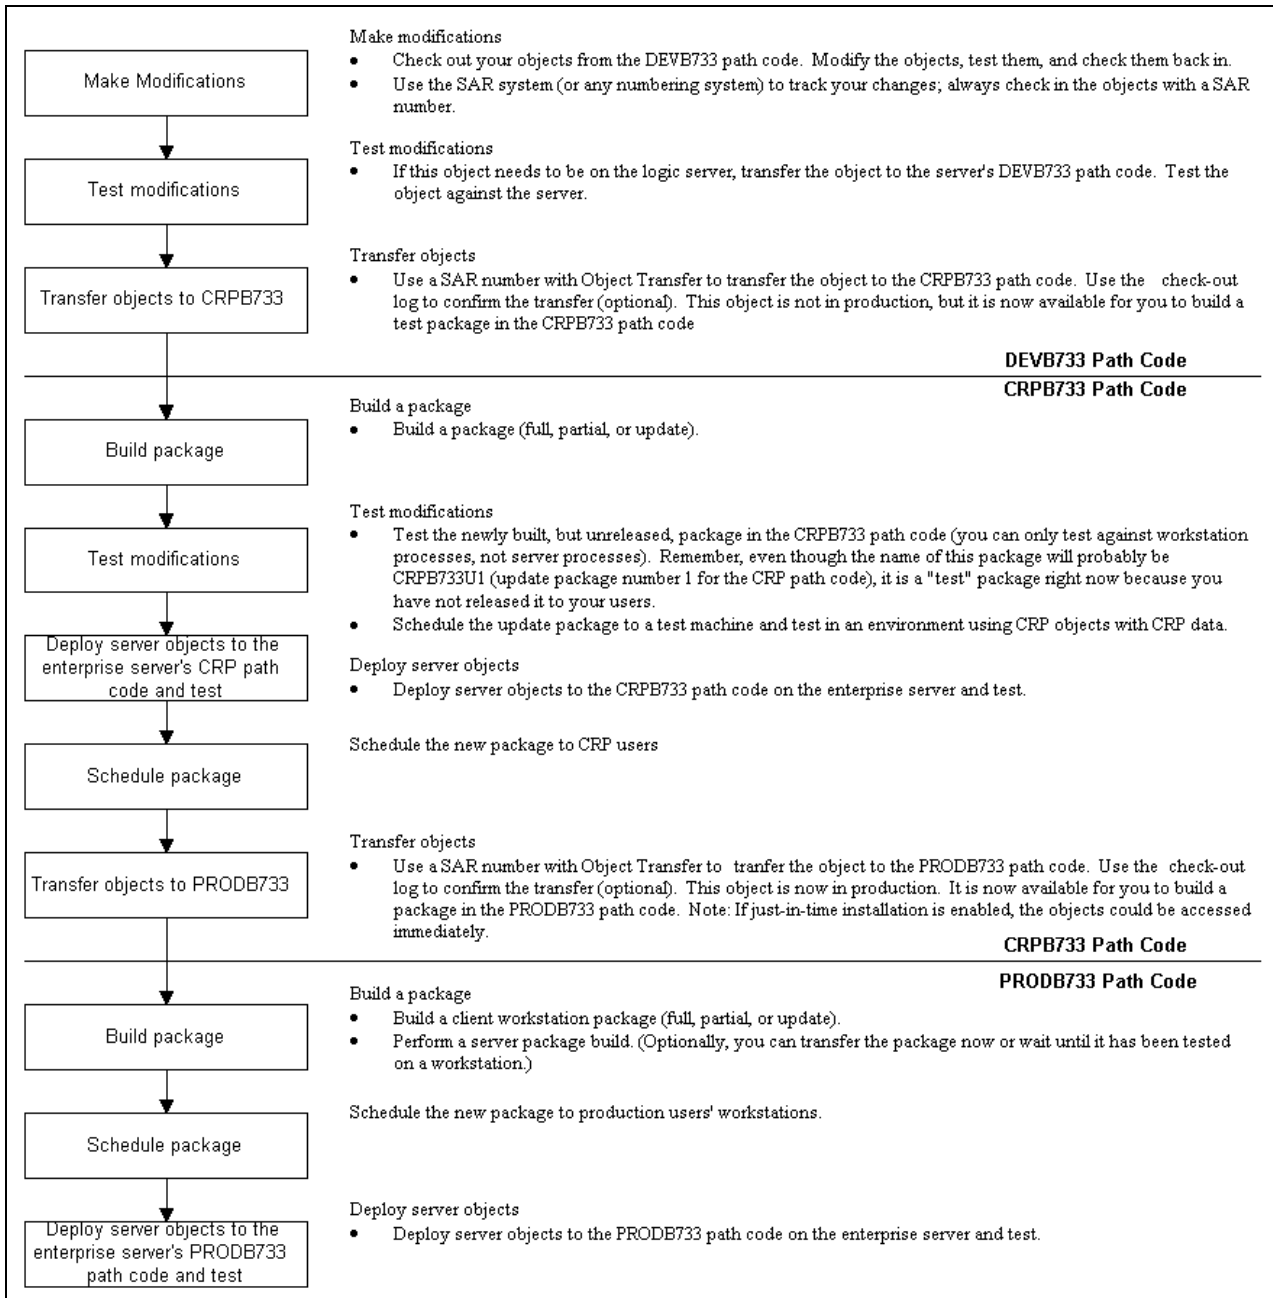 Make Modifications
Make modifications
• Check out your objects from the DEVB733 path code. Modify the objects, test them, and check them back in.
• Use the SAR system (or any numbering system) to track your changes; always check in the objects with a SAR
number.
Test modifications
Test modifications
• If this object needs to be on the logic server, transfer the object to the server's DEVB733 path code. Test the
object against the server.
Transfer objects to CRPB733
Transfer objects
• Use a SAR number with Object Transfer to transfer the object to the CRPB733 path code. Use the check-out
log to confirm the transfer (optional). This object is not in production, but it is now available for you to build a
test package in the CRPB733 path code
DEVB733 Path Code
CRPB733 Path Code
Build package
Build a package
• Build a package (full, partial, or update).
Test modifications
Test modifications
• Test the newly built, but unreleased, package in the CRPB733 path code (you can only test against workstation
processes, not server processes). Remember, even though the name of this package will probably be
CRPB733U1 (update package number 1 for the CRP path code), it is a "test" package right now because you
have not released it to your users.
• Schedule the update package to a test machine and test in an environment using CRP objects with CRP data.
Deploy server objects to the
enterprise server's CRP path
code and test
Deploy server objects
• Deploy server objects to the CRPB733 path code on the enterprise server and test.
Schedule package
Schedule the new package to CRP users
Transfer objects to PRODB733
Transfer objects
• Use a SAR number with Object Transfer to tranfer the object to the PRODB733 path code. Use the check-out
log to confirm the transfer (optional). This object is now in production. It is now available for you to build a
package in the PRODB733 path code. Note: If just-in-time installation is enabled, the objects could be accessed
immediately.
CRPB733 Path Code
PRODB733 Path Code
Build package
Build a package
• Build a client workstation package (full, partial, or update).
• Perform a server package build. (Optionally, you can transfer the package now or wait until it has been tested
on a workstation.)
Schedule package
Schedule the new package to production users' workstations.
Deploy server objects to the
enterprise server's PRODB733
path code and test
Deploy server objects
• Deploy server objects to the PRODB733 path code on the enterprise server and test.